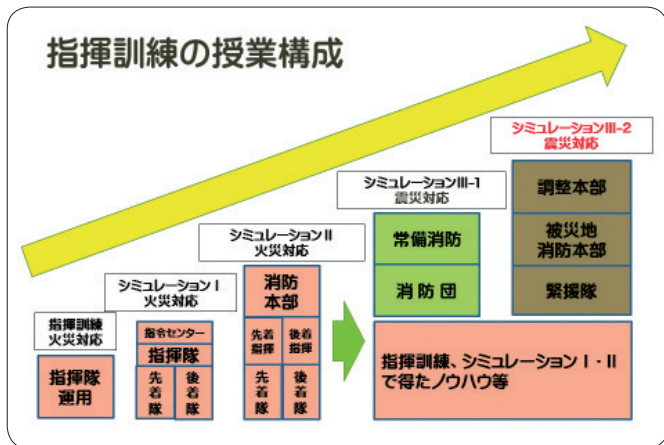 指揮訓練の授業構成
指揮訓練
火災対応
指揮隊
運用
シミュレーションⅠ
火災対応
指令センター
指揮隊
先着隊
後着隊
シミュレーションⅡ
火災対応
消防
本部
先着
指揮
後着
指揮
先着隊
後着隊
シミュレーションⅢ-1
震災対応
常備消防
消防団
シミュレーションⅢ-2
震災対応
調整本部
被災地
消防本部
緊援隊
指揮訓練、シミュレーションⅠ・Ⅱ
で得たノウハウ等